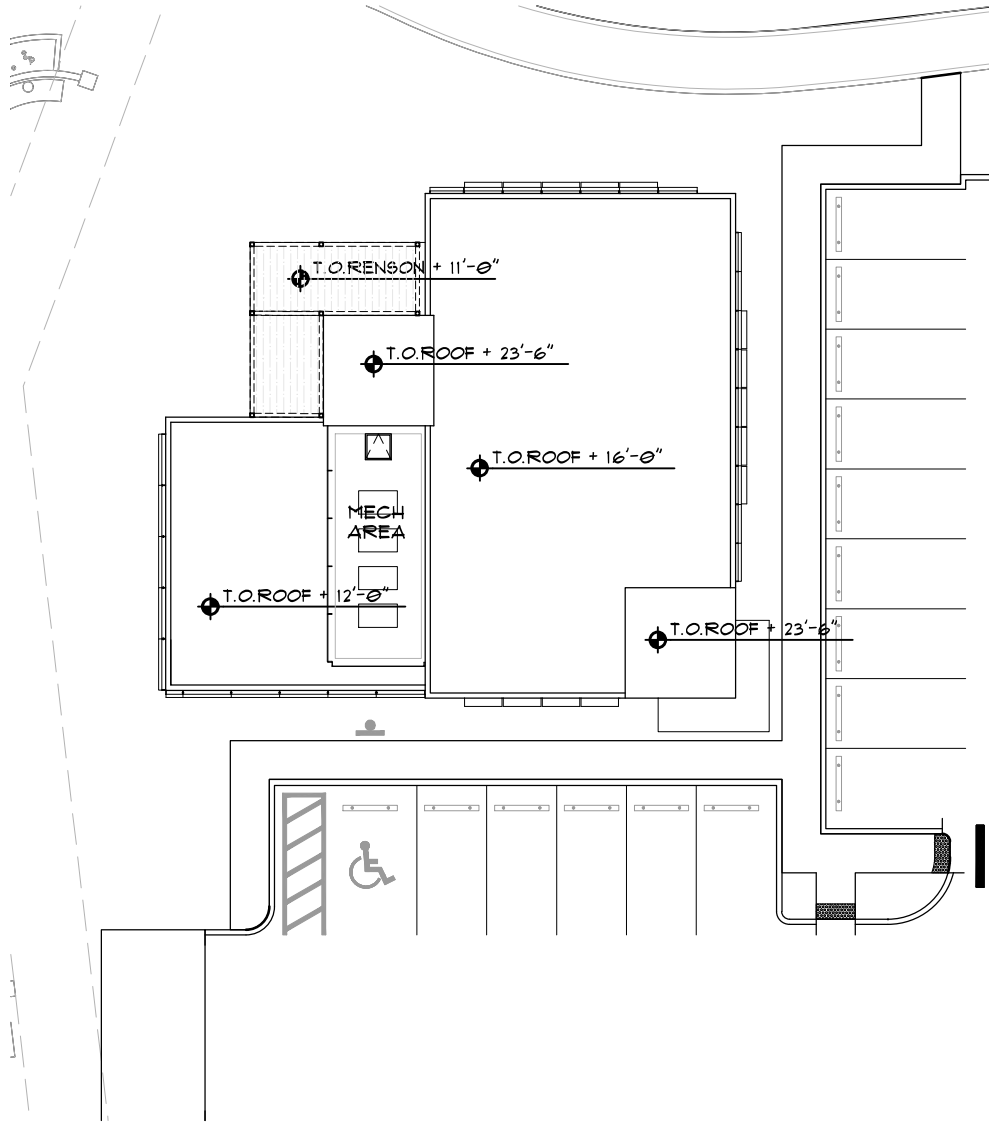 T.O.RENSON + 11'-0"
T.O.ROOF + 23'-6"
T.O.ROOF + 16'-0"
MECH
AREA
T.O.ROOF + 12'-0"
T.O.ROOF + 23'-6"